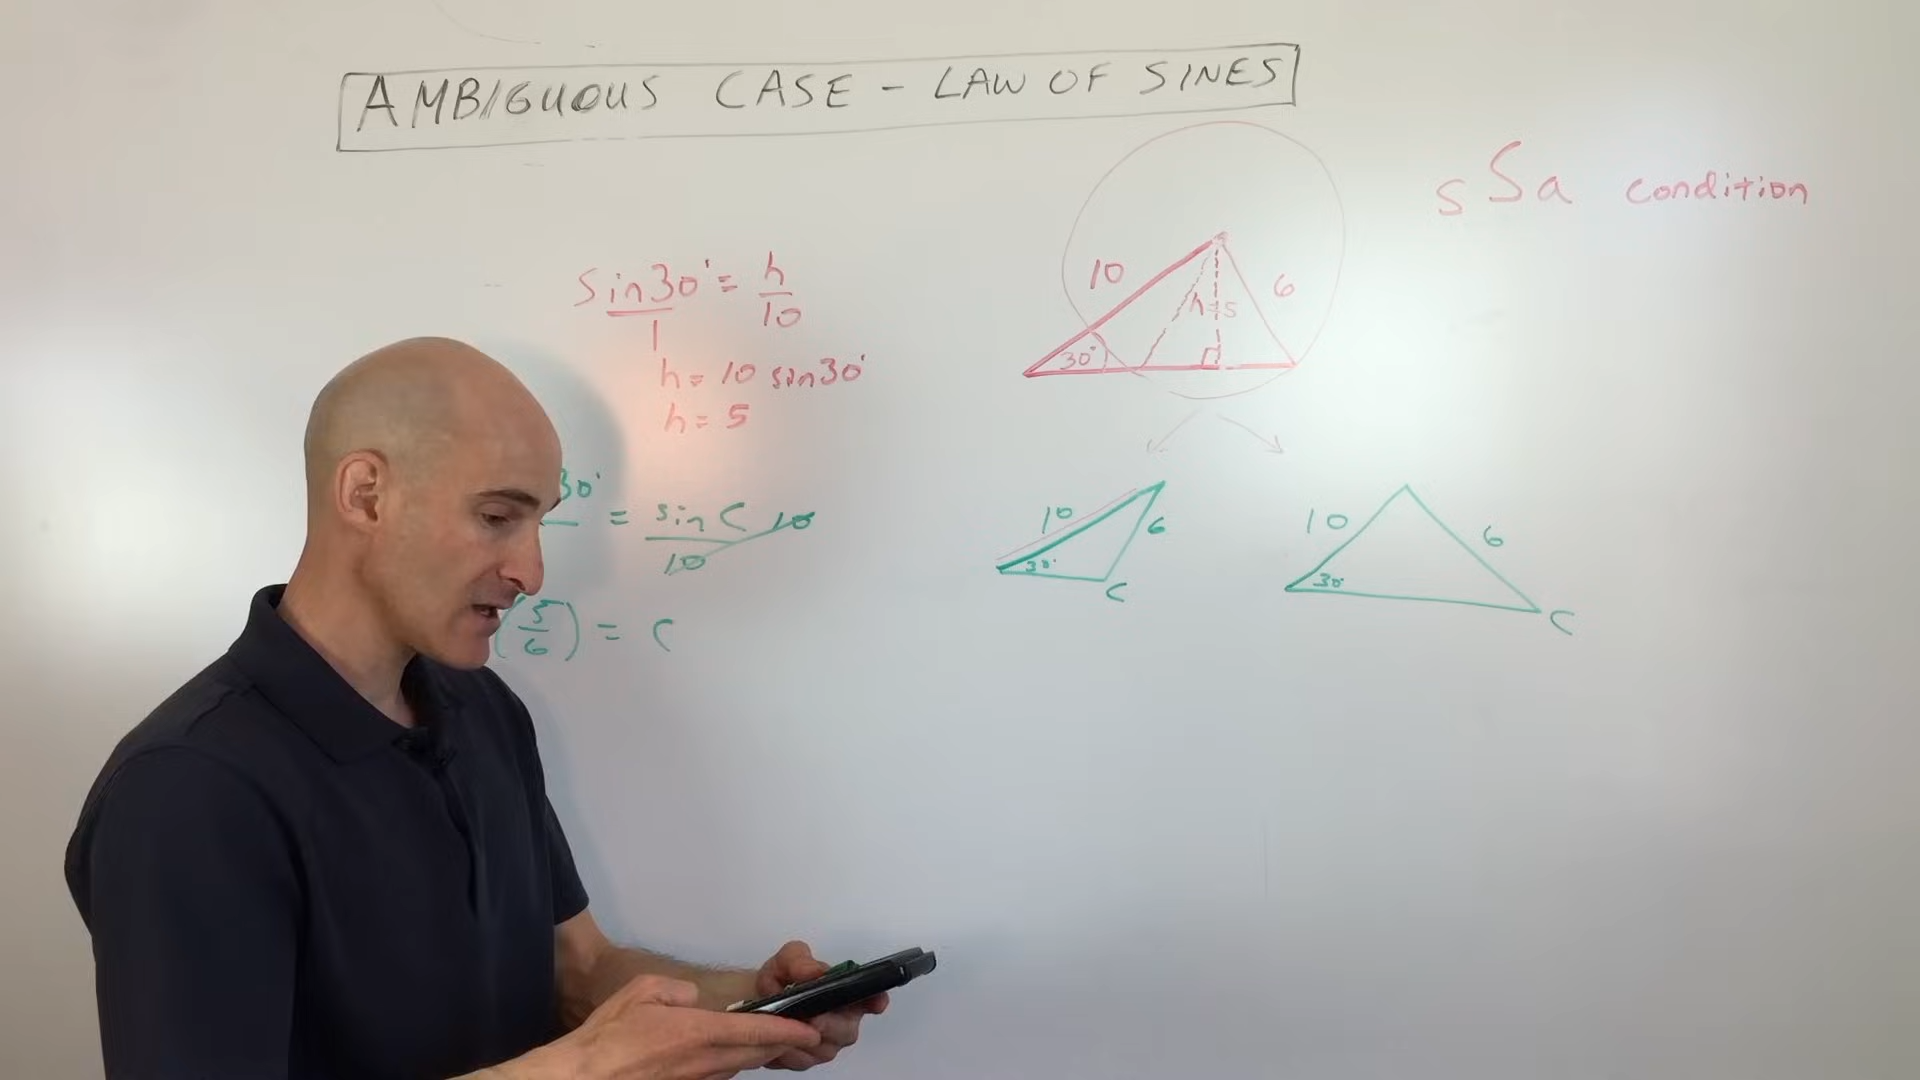 AMBIGUOUS CASE - LAW OF SINES
sSa condition
sin30° = h
1 10
h = 10 sin30°
h = 5
10
6
h=5
30°
30° = sin C 10
10
(5/6) = C
10
6
30°
C
10
6
30°
C